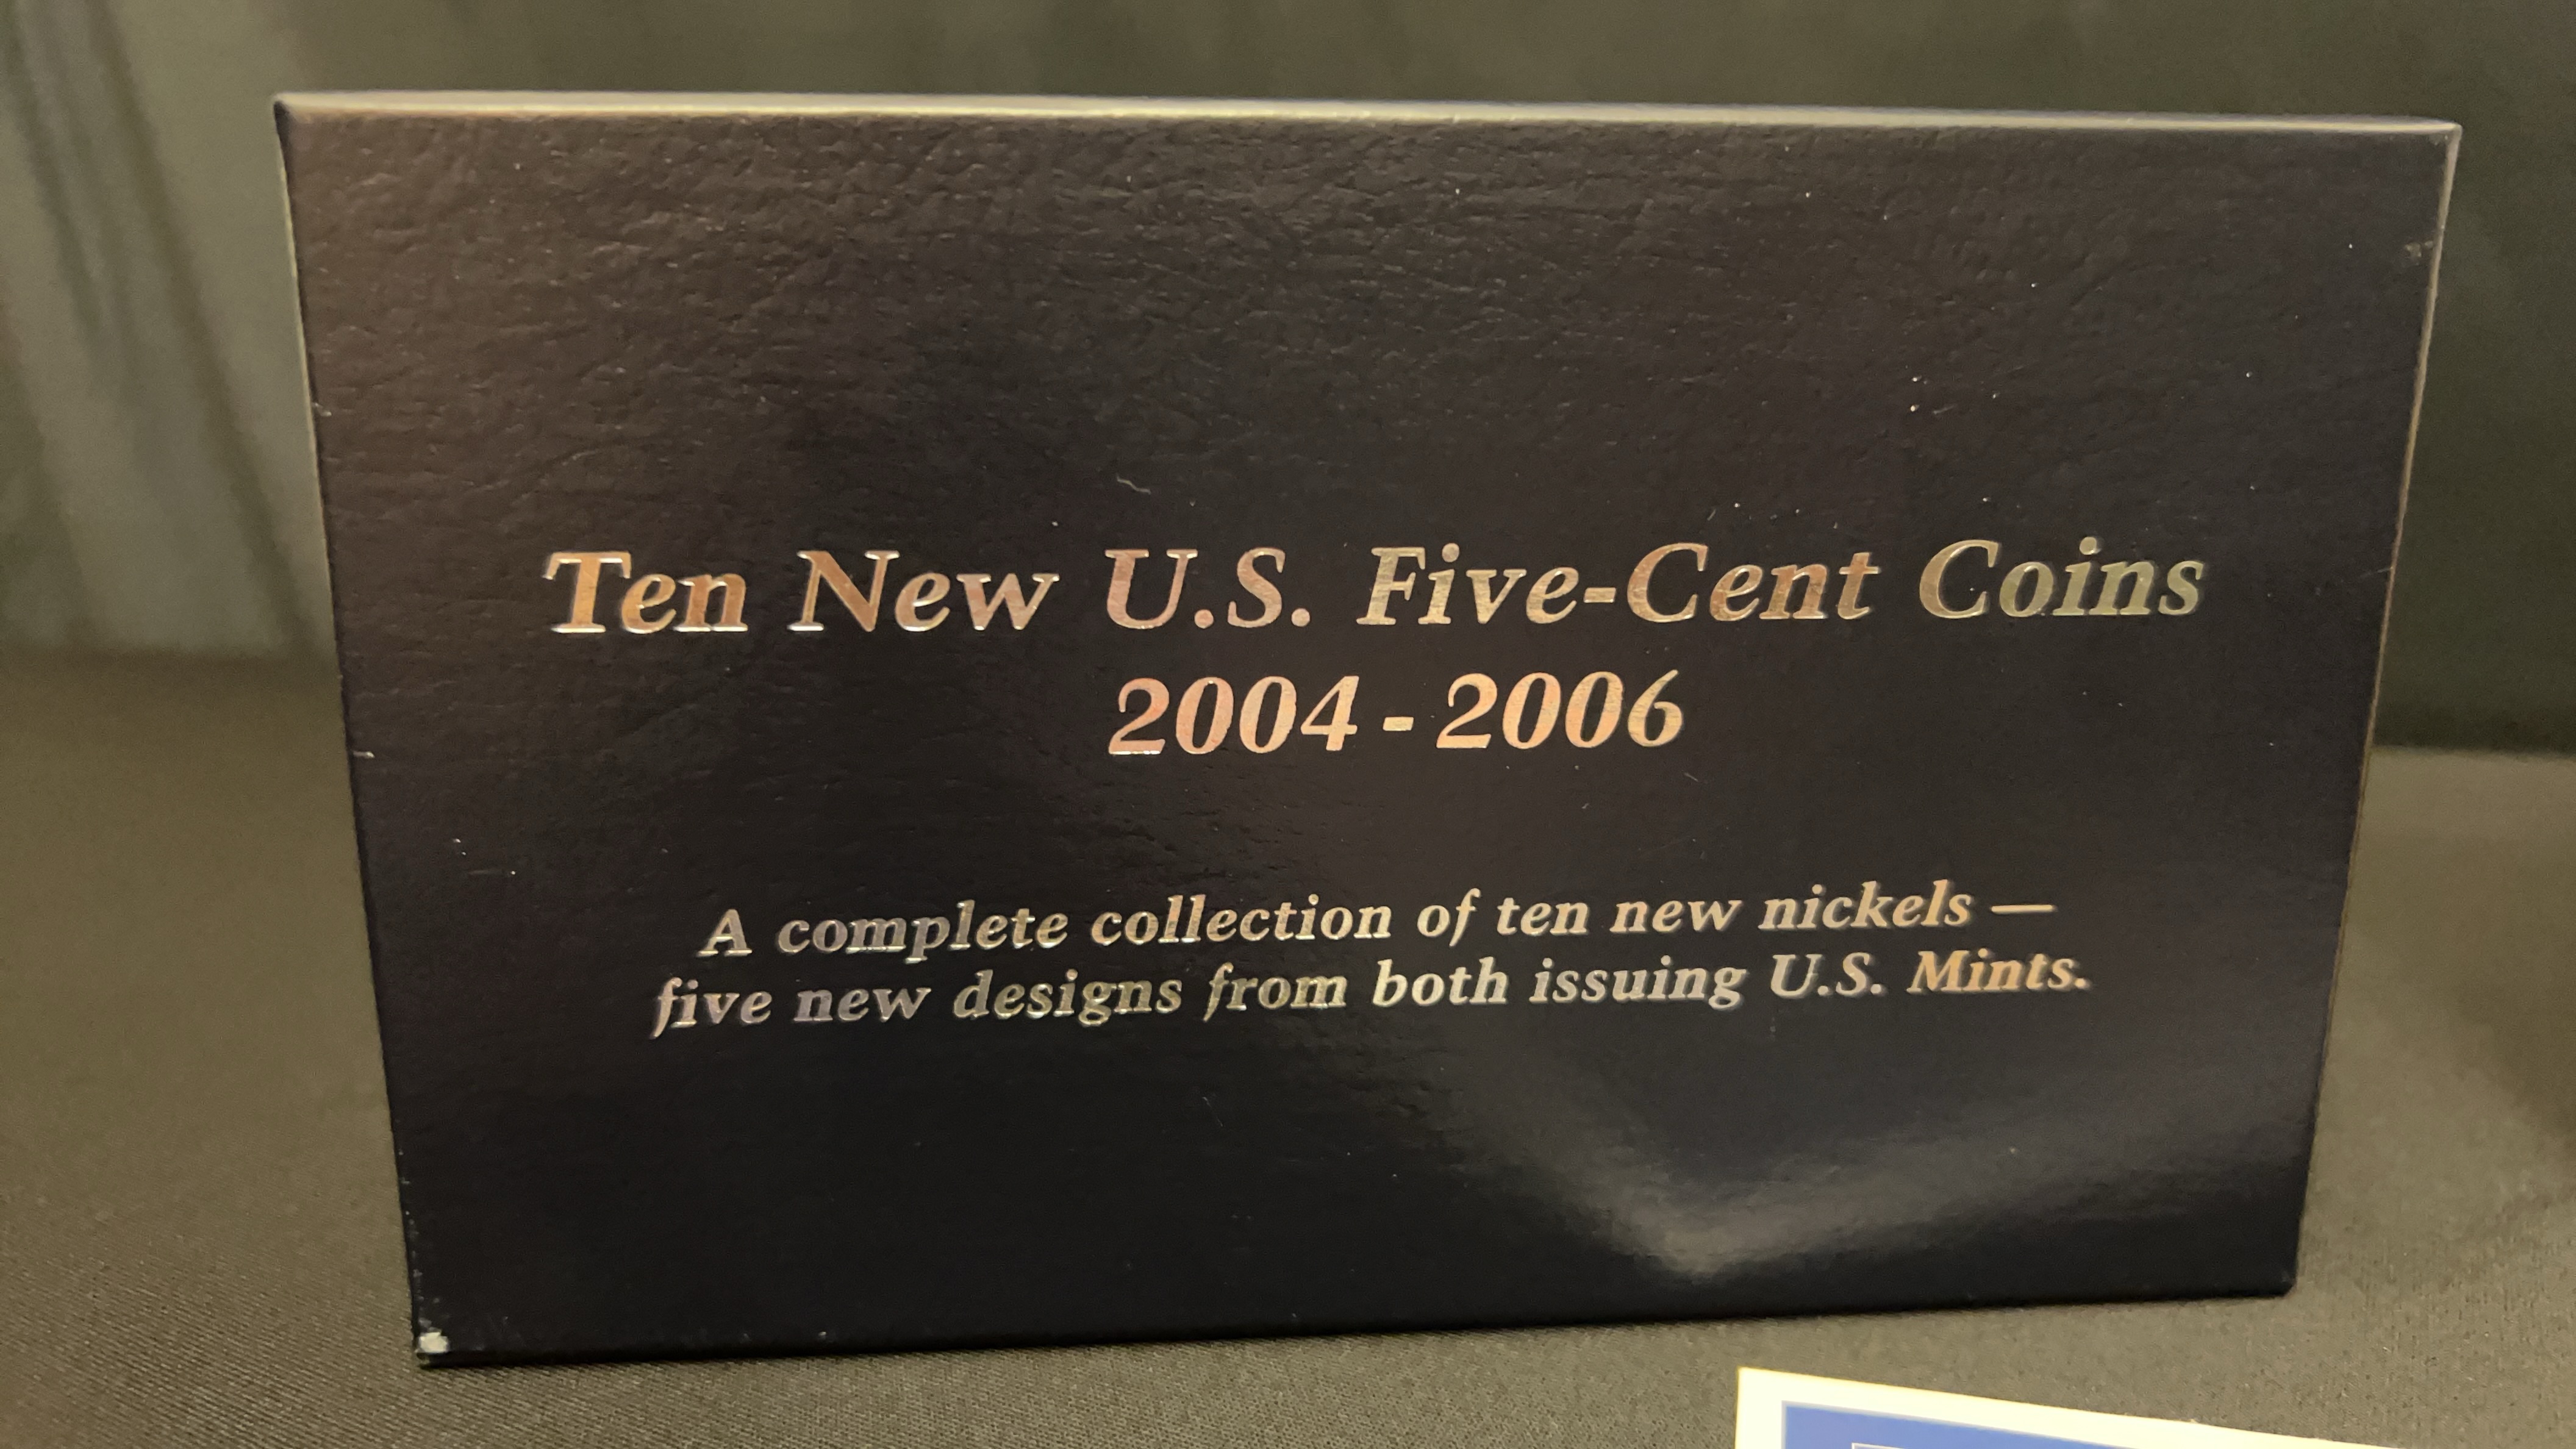 Ten New U.S. Five-Cent Coins
2004-2006
A complete collection of ten new nickels —
five new designs from both issuing U.S. Mints.